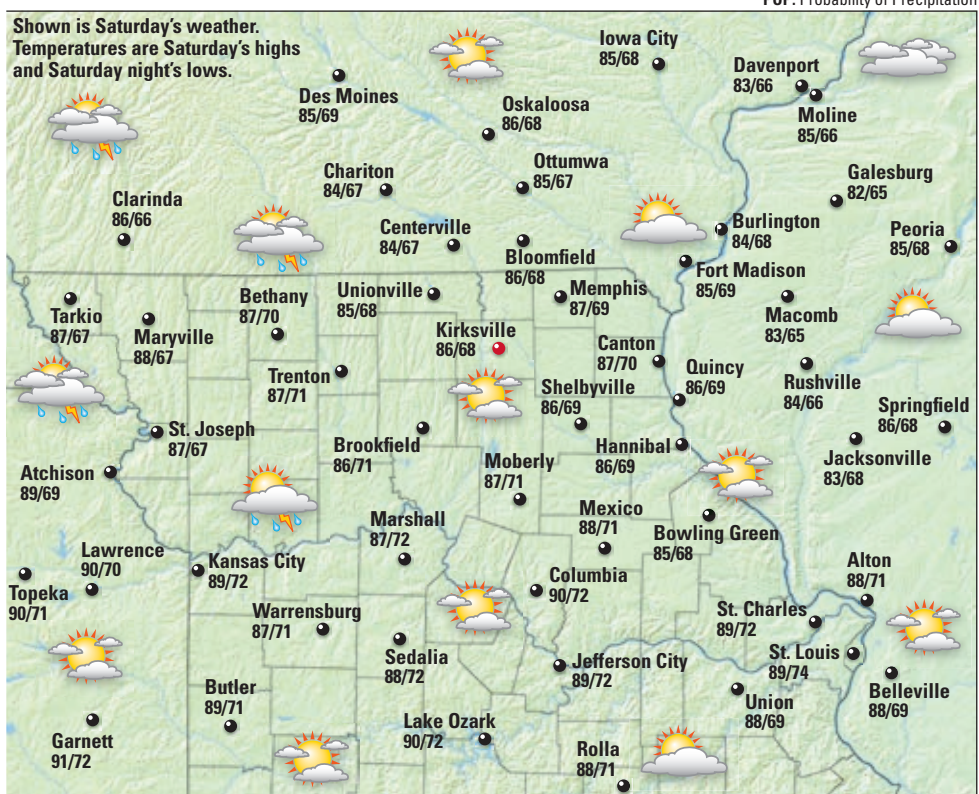 POP: Probability of Precipitation
Shown is Saturday's weather.
Temperatures are Saturday's highs
and Saturday night's lows.
Iowa City
85/68
Davenport
83/66
Des Moines
85/69
Moline
85/66
Oskaloosa
86/68
Ottumwa
85/67
Chariton
84/67
Galesburg
82/65
Clarinda
86/66
Centerville
84/67
Burlington
84/68
Peoria
85/68
Bloomfield
86/68
Fort Madison
85/69
Tarkio
87/67
Maryville
88/67
Bethany
87/70
Unionville
85/68
Memphis
87/69
Macomb
83/65
Kirksville
86/68
Canton
87/70
Trenton
87/71
Quincy
86/69
Rushville
84/66
Shelbyville
86/69
Springfield
86/68
St. Joseph
87/67
Brookfield
86/71
Hannibal
86/69
Jacksonville
83/68
Atchison
89/69
Moberly
87/71
Mexico
88/71
Bowling Green
85/68
Marshall
87/72
Lawrence
90/70
Kansas City
89/72
Alton
88/71
Topeka
90/71
Columbia
90/72
Warrensburg
87/71
St. Charles
89/72
Sedalia
88/72
Jefferson City
89/72
St. Louis
89/74
Belleville
88/69
Butler
89/71
Union
88/69
Garnett
91/72
Lake Ozark
90/72
Rolla
88/71